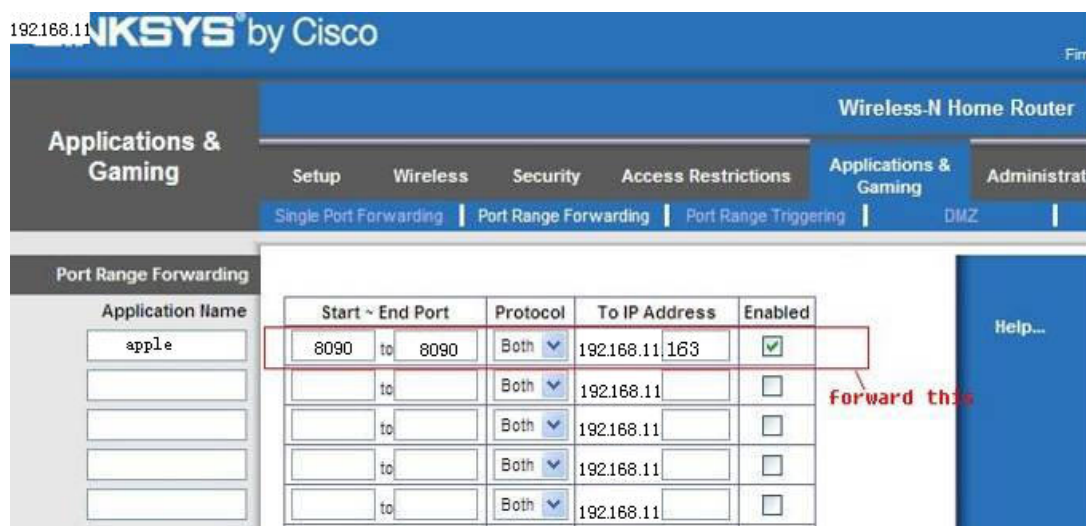 192.168.11
NKSYS by Cisco
Wireless-N Home Router
Applications &
Gaming
Setup Wireless Security Access Restrictions Applications & Gaming Administrat
Single Port Forwarding Port Range Forwarding Port Range Triggering DMZ
Port Range Forwarding
Application Name Start ~ End Port Protocol To IP Address Enabled
Help...
apple 8090 to 8090 Both 192.168.11.163
to Both 192.168.11
forward this
to Both 192.168.11
to Both 192.168.11
to Both 192.168.11